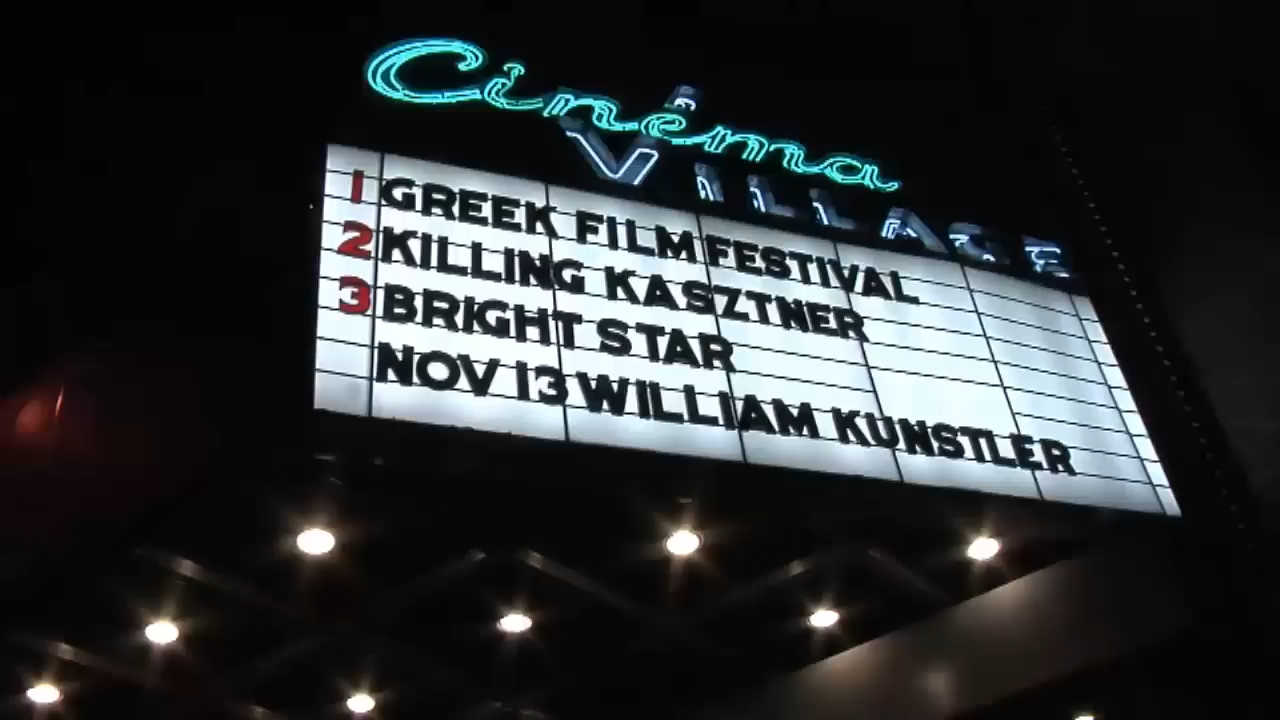 Cinema
VILLAGE
1 GREEK FILM FESTIVAL
2 KILLING KASZTNER
3 BRIGHT STAR
NOV 13 WILLIAM KUNSTLER